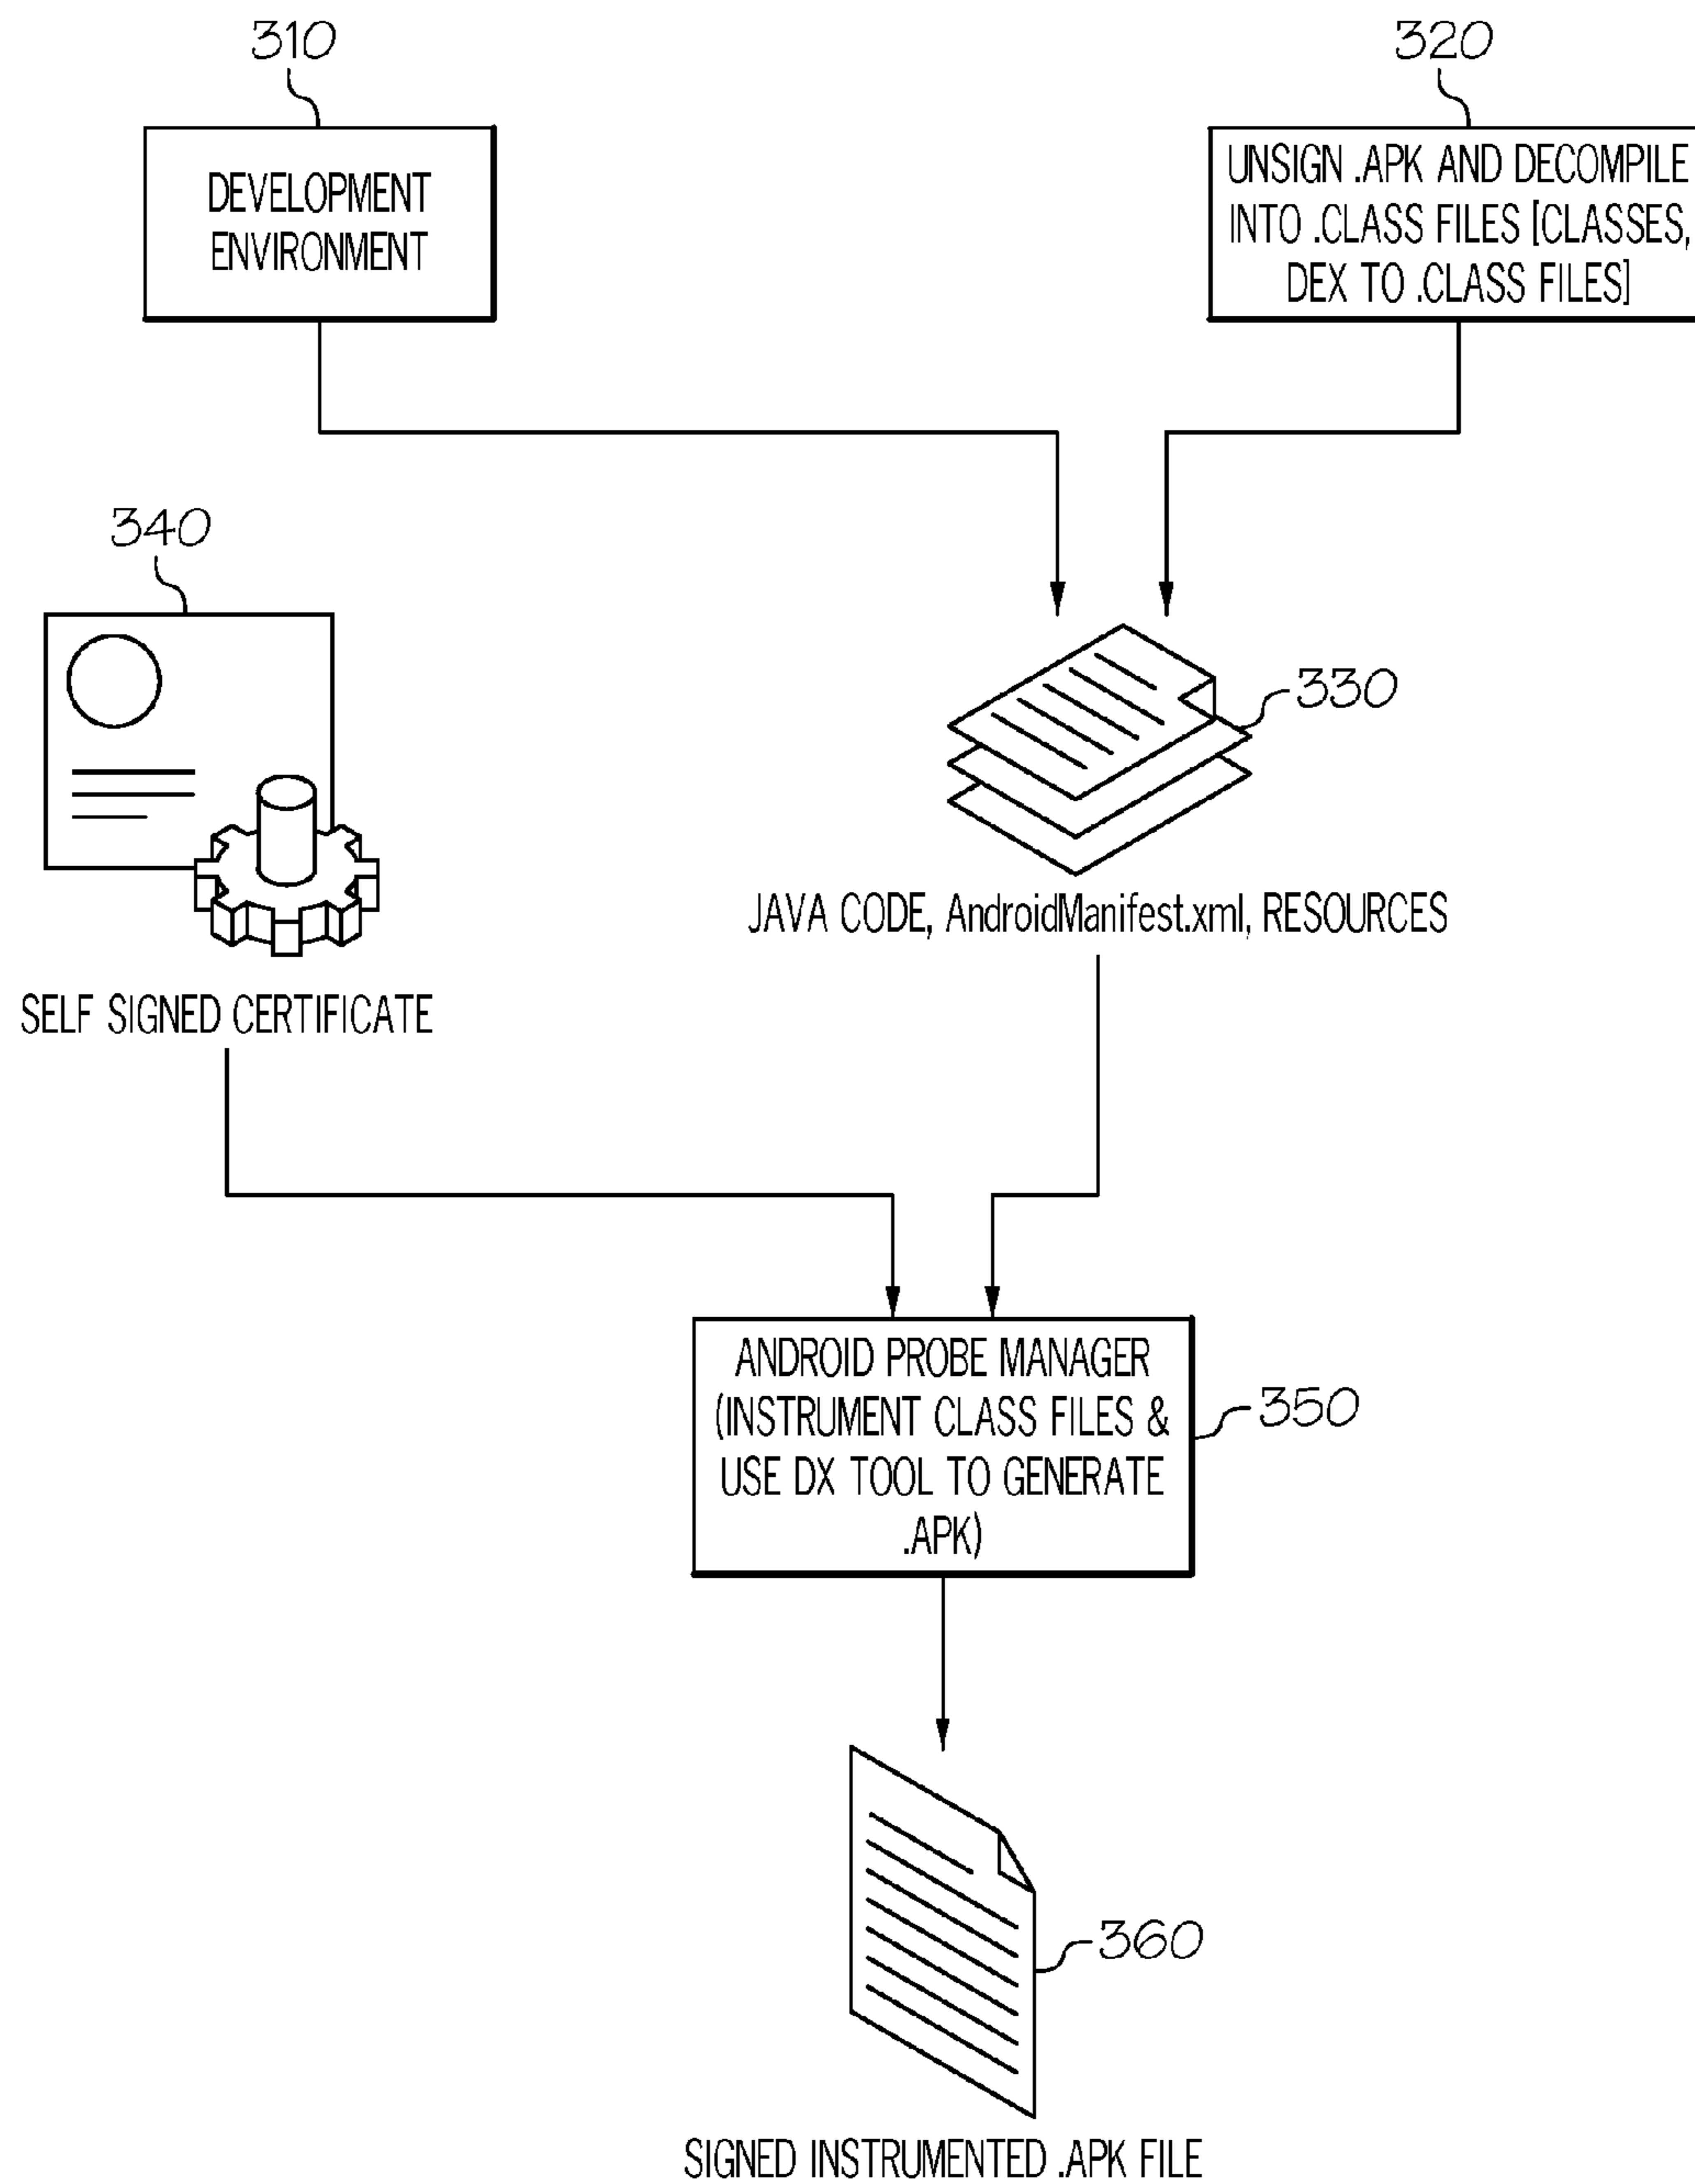 310
320
DEVELOPMENT
ENVIRONMENT
UNSIGN .APK AND DECOMPILE
INTO .CLASS FILES [CLASSES,
DEX TO .CLASS FILES]
340
330
JAVA CODE, AndroidManifest.xml, RESOURCES
SELF SIGNED CERTIFICATE
ANDROID PROBE MANAGER
(INSTRUMENT CLASS FILES &
USE DX TOOL TO GENERATE
.APK)
350
360
SIGNED INSTRUMENTED .APK FILE